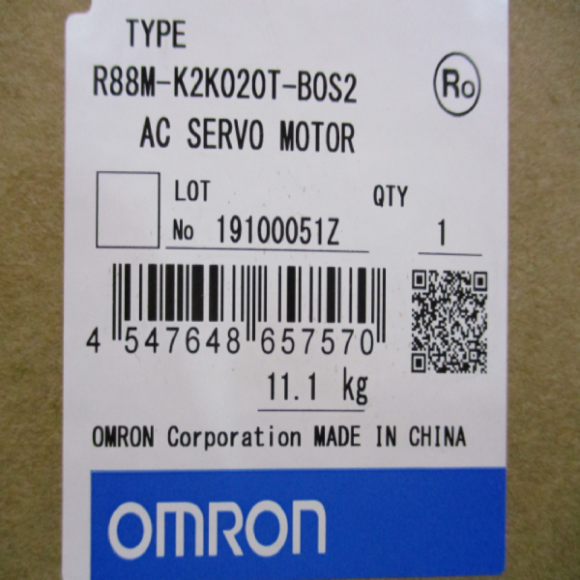 TYPE
R88M-K2K020T-BOS2
Ro
AC SERVO MOTOR
LOT
QTY
No 19100051Z
1
4 547648 657570
11.1 kg
OMRON Corporation MADE IN CHINA
OMRON